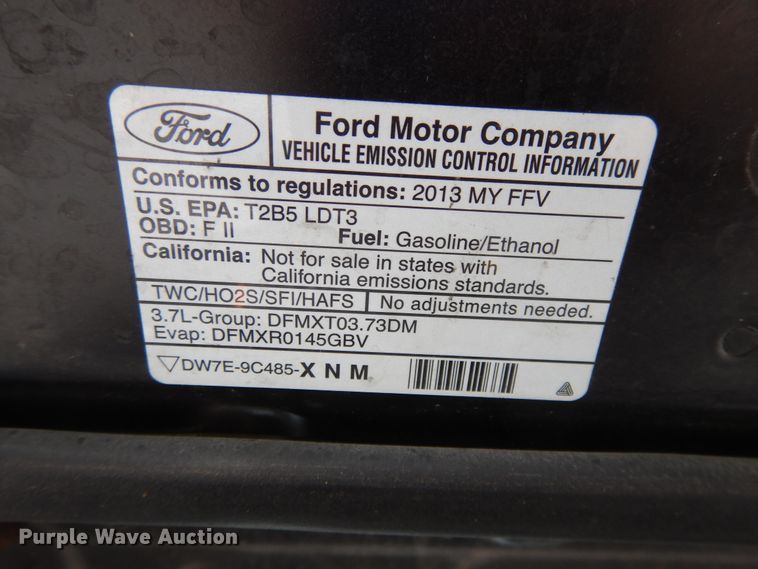 Ford
Ford Motor Company
VEHICLE EMISSION CONTROL INFORMATION
Conforms to regulations: 2013 MY FFV
U.S. EPA: T2B5 LDT3
OBD: F II Fuel: Gasoline/Ethanol
California: Not for sale in states with
California emissions standards.
TWC/HO2S/SFI/HAFS No adjustments needed.
3.7L-Group: DFMXT03.73DM
Evap: DFMXR0145GBV
DW7E-9C485-X N M
Purple Wave Auction